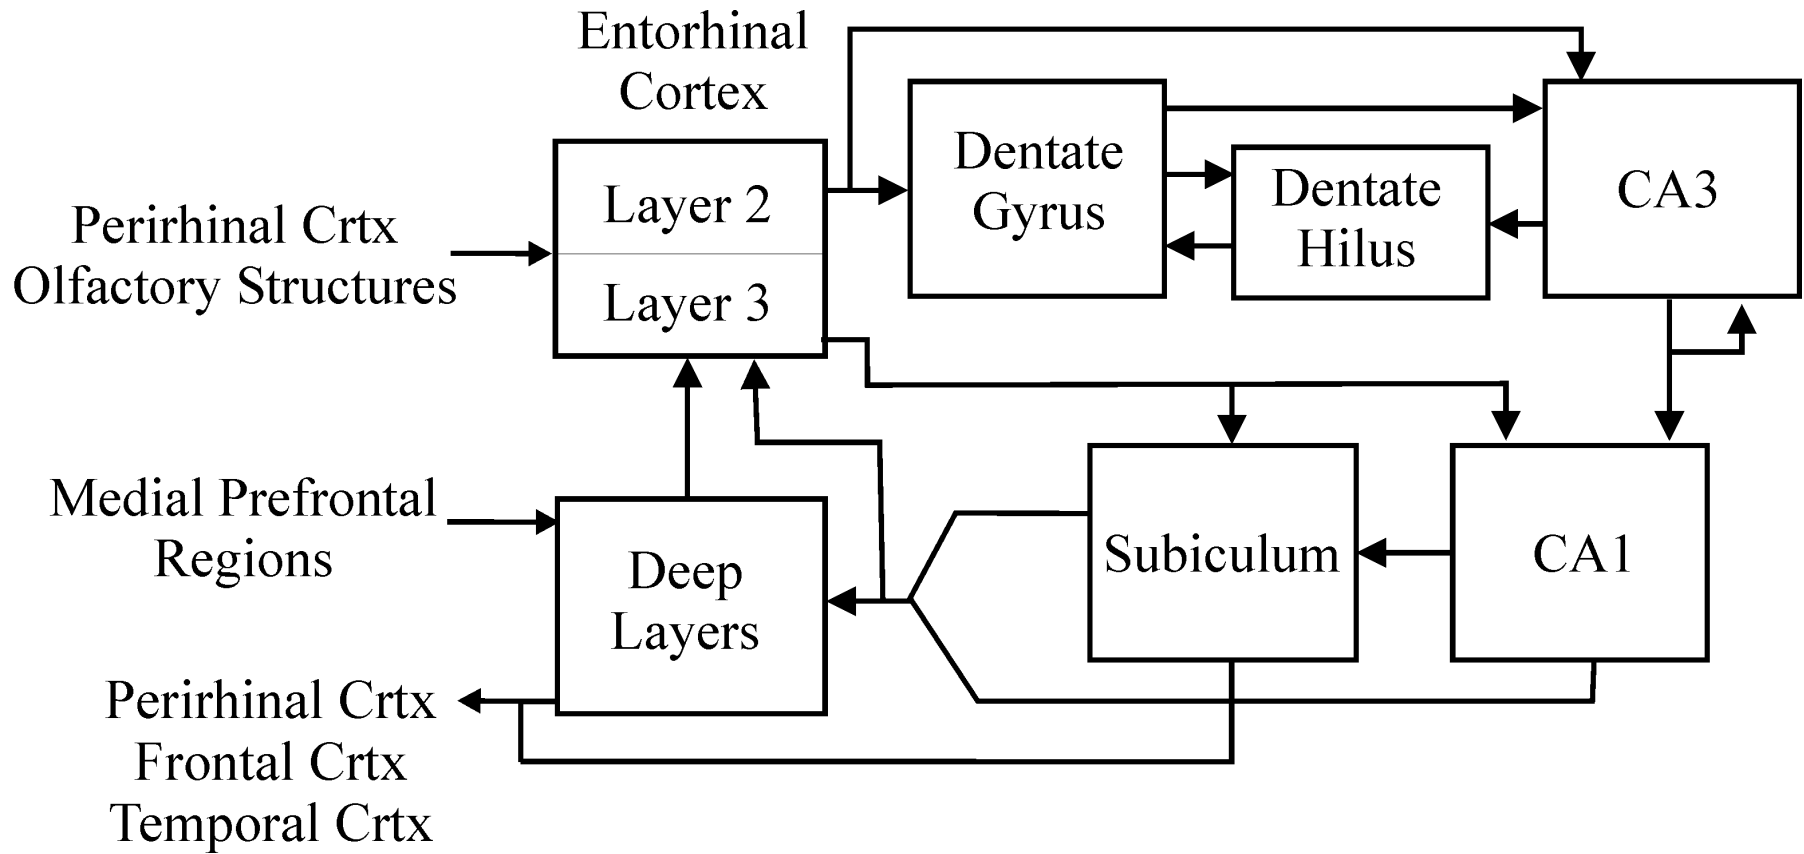 Entorhinal
Cortex
Layer 2
Layer 3
Dentate
Gyrus
Dentate
Hilus
CA3
Perirhinal Crtx
Olfactory Structures
Medial Prefrontal
Regions
Deep
Layers
Subiculum
CA1
Perirhinal Crtx
Frontal Crtx
Temporal Crtx